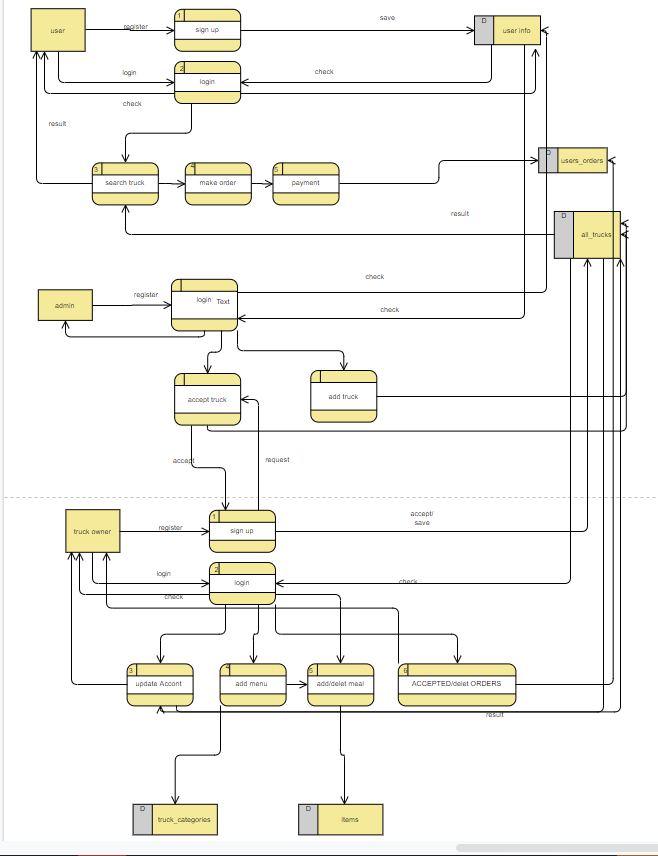 1
D
save
user
register
sign up
user info
2
login
check
login
check
result
D
users_orders
3
4
5
search truck
make order
payment
D
result
all_trucks
check
register
login Text
admin
check
accept truck
add truck
accept
request
1
accept/
save
truck owner
register
sign up
2
login
login
check
check
3
4
5
6
update Accont
add menu
add/delet meal
ACCEPTED/delet ORDERS
result
D
D
truck_categories
items